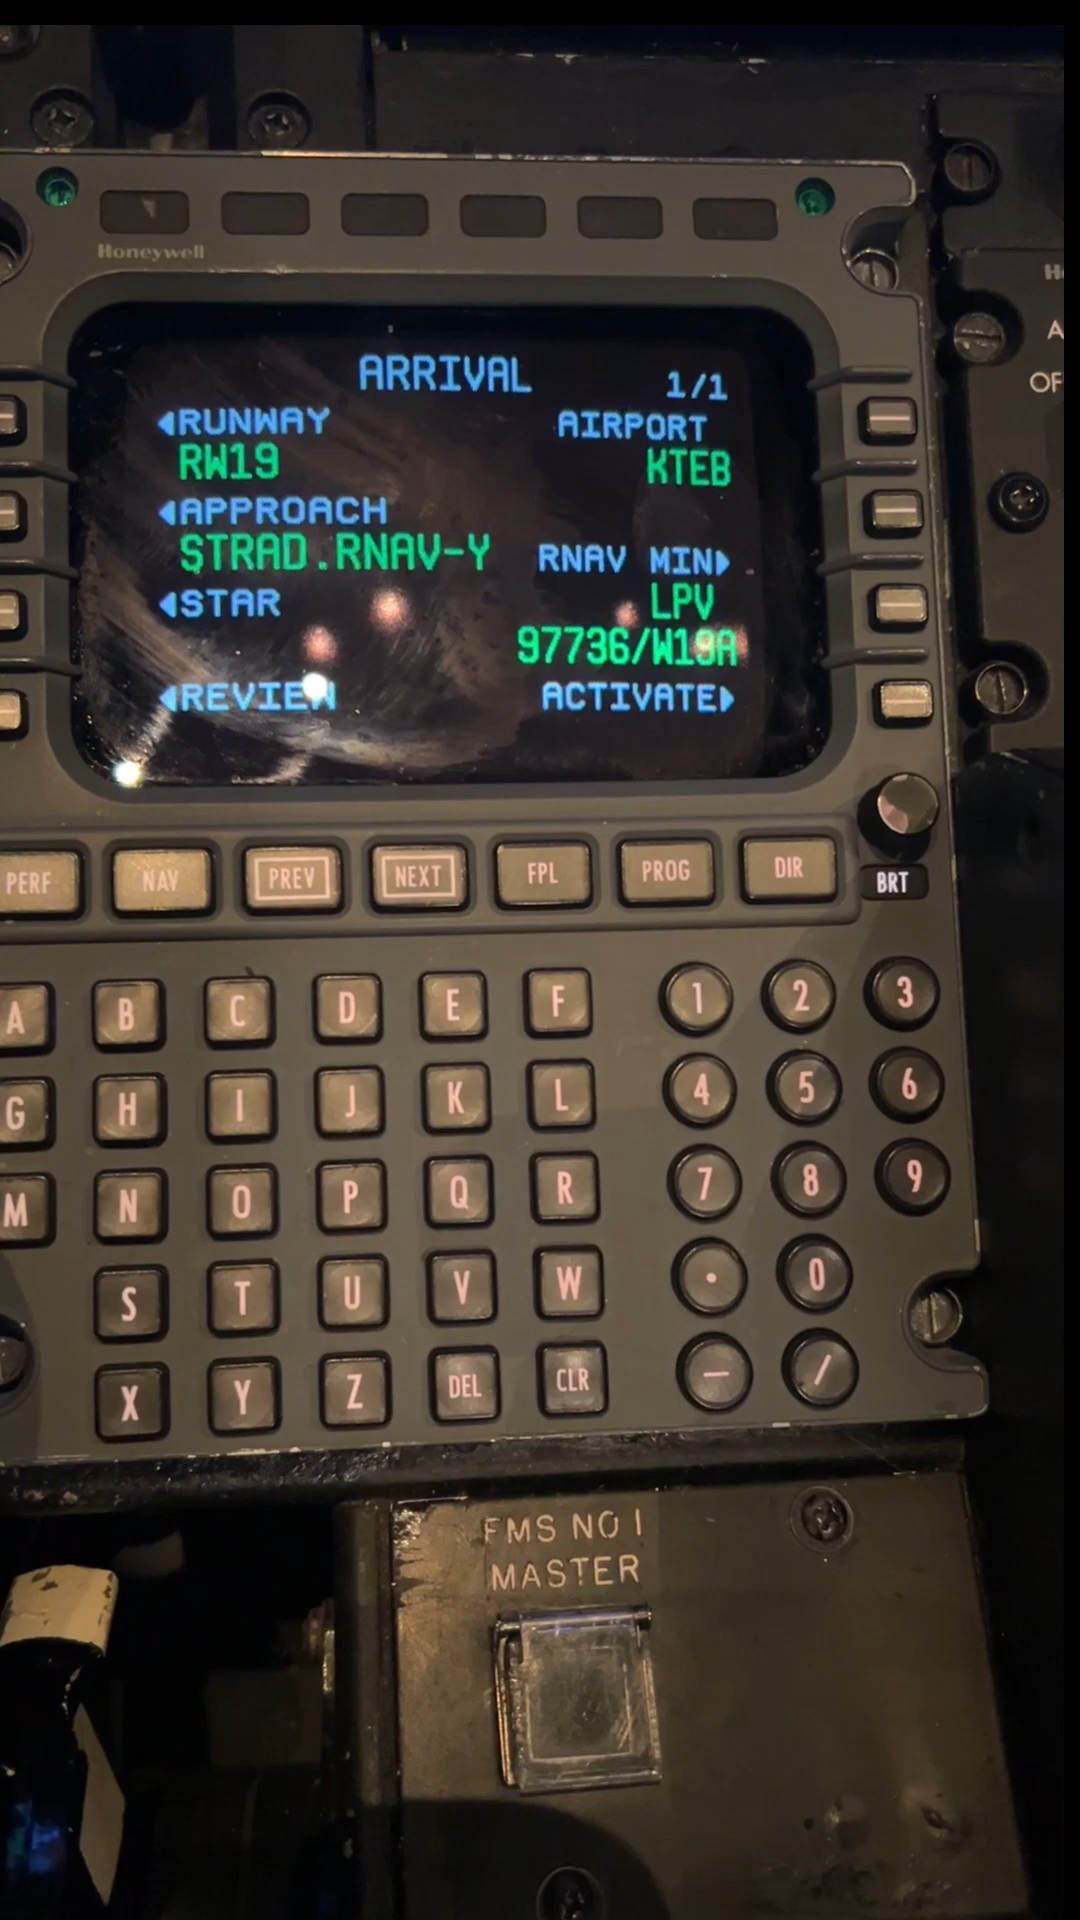 Honeywell
ARRIVAL 1/1
RUNWAY AIRPORT
RW19 KTEB
APPROACH
STRAD.RNAV-Y RNAV MIN
STAR LPV
97736/W19A
REVIEW ACTIVATE
PERF NAV PREV NEXT FPL PROG DIR BRT
A B C D E F 1 2 3
G H I J K L 4 5 6
M N O P Q R 7 8 9
S T U V W . 0
X Y Z DEL CLR - /
FMS NO 1
MASTER